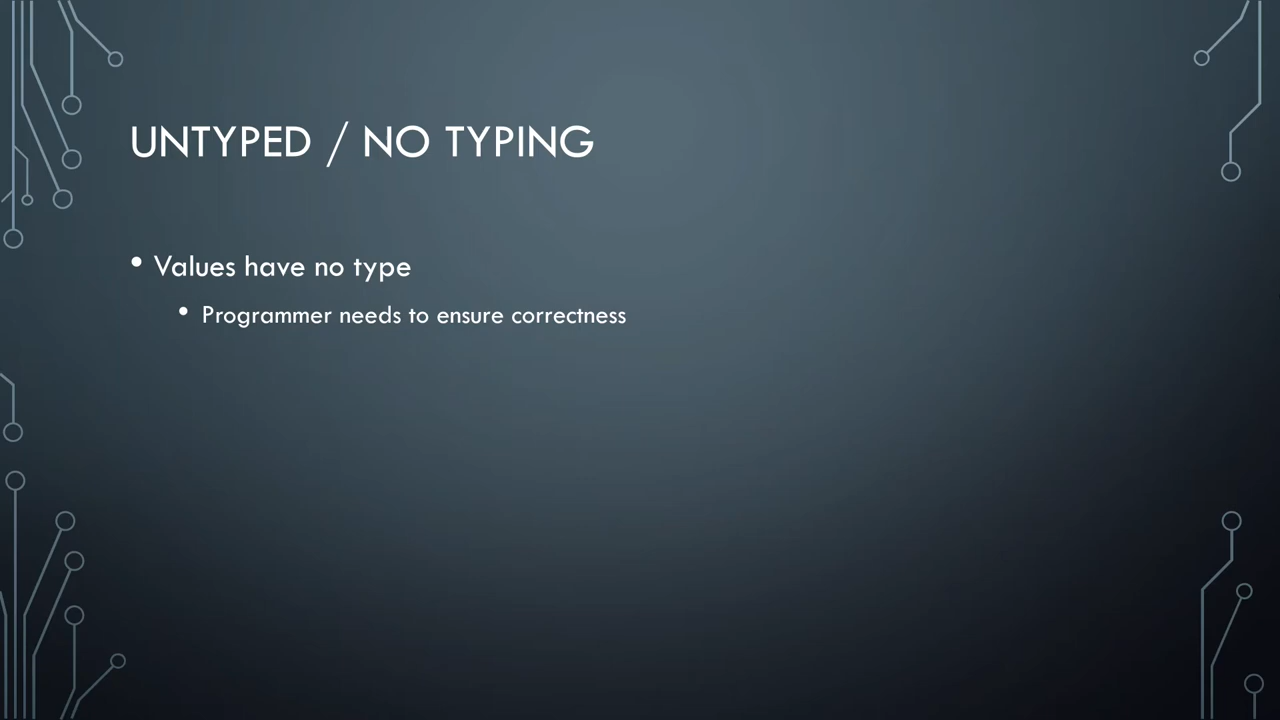 UNTYPED / NO TYPING
• Values have no type
• Programmer needs to ensure correctness